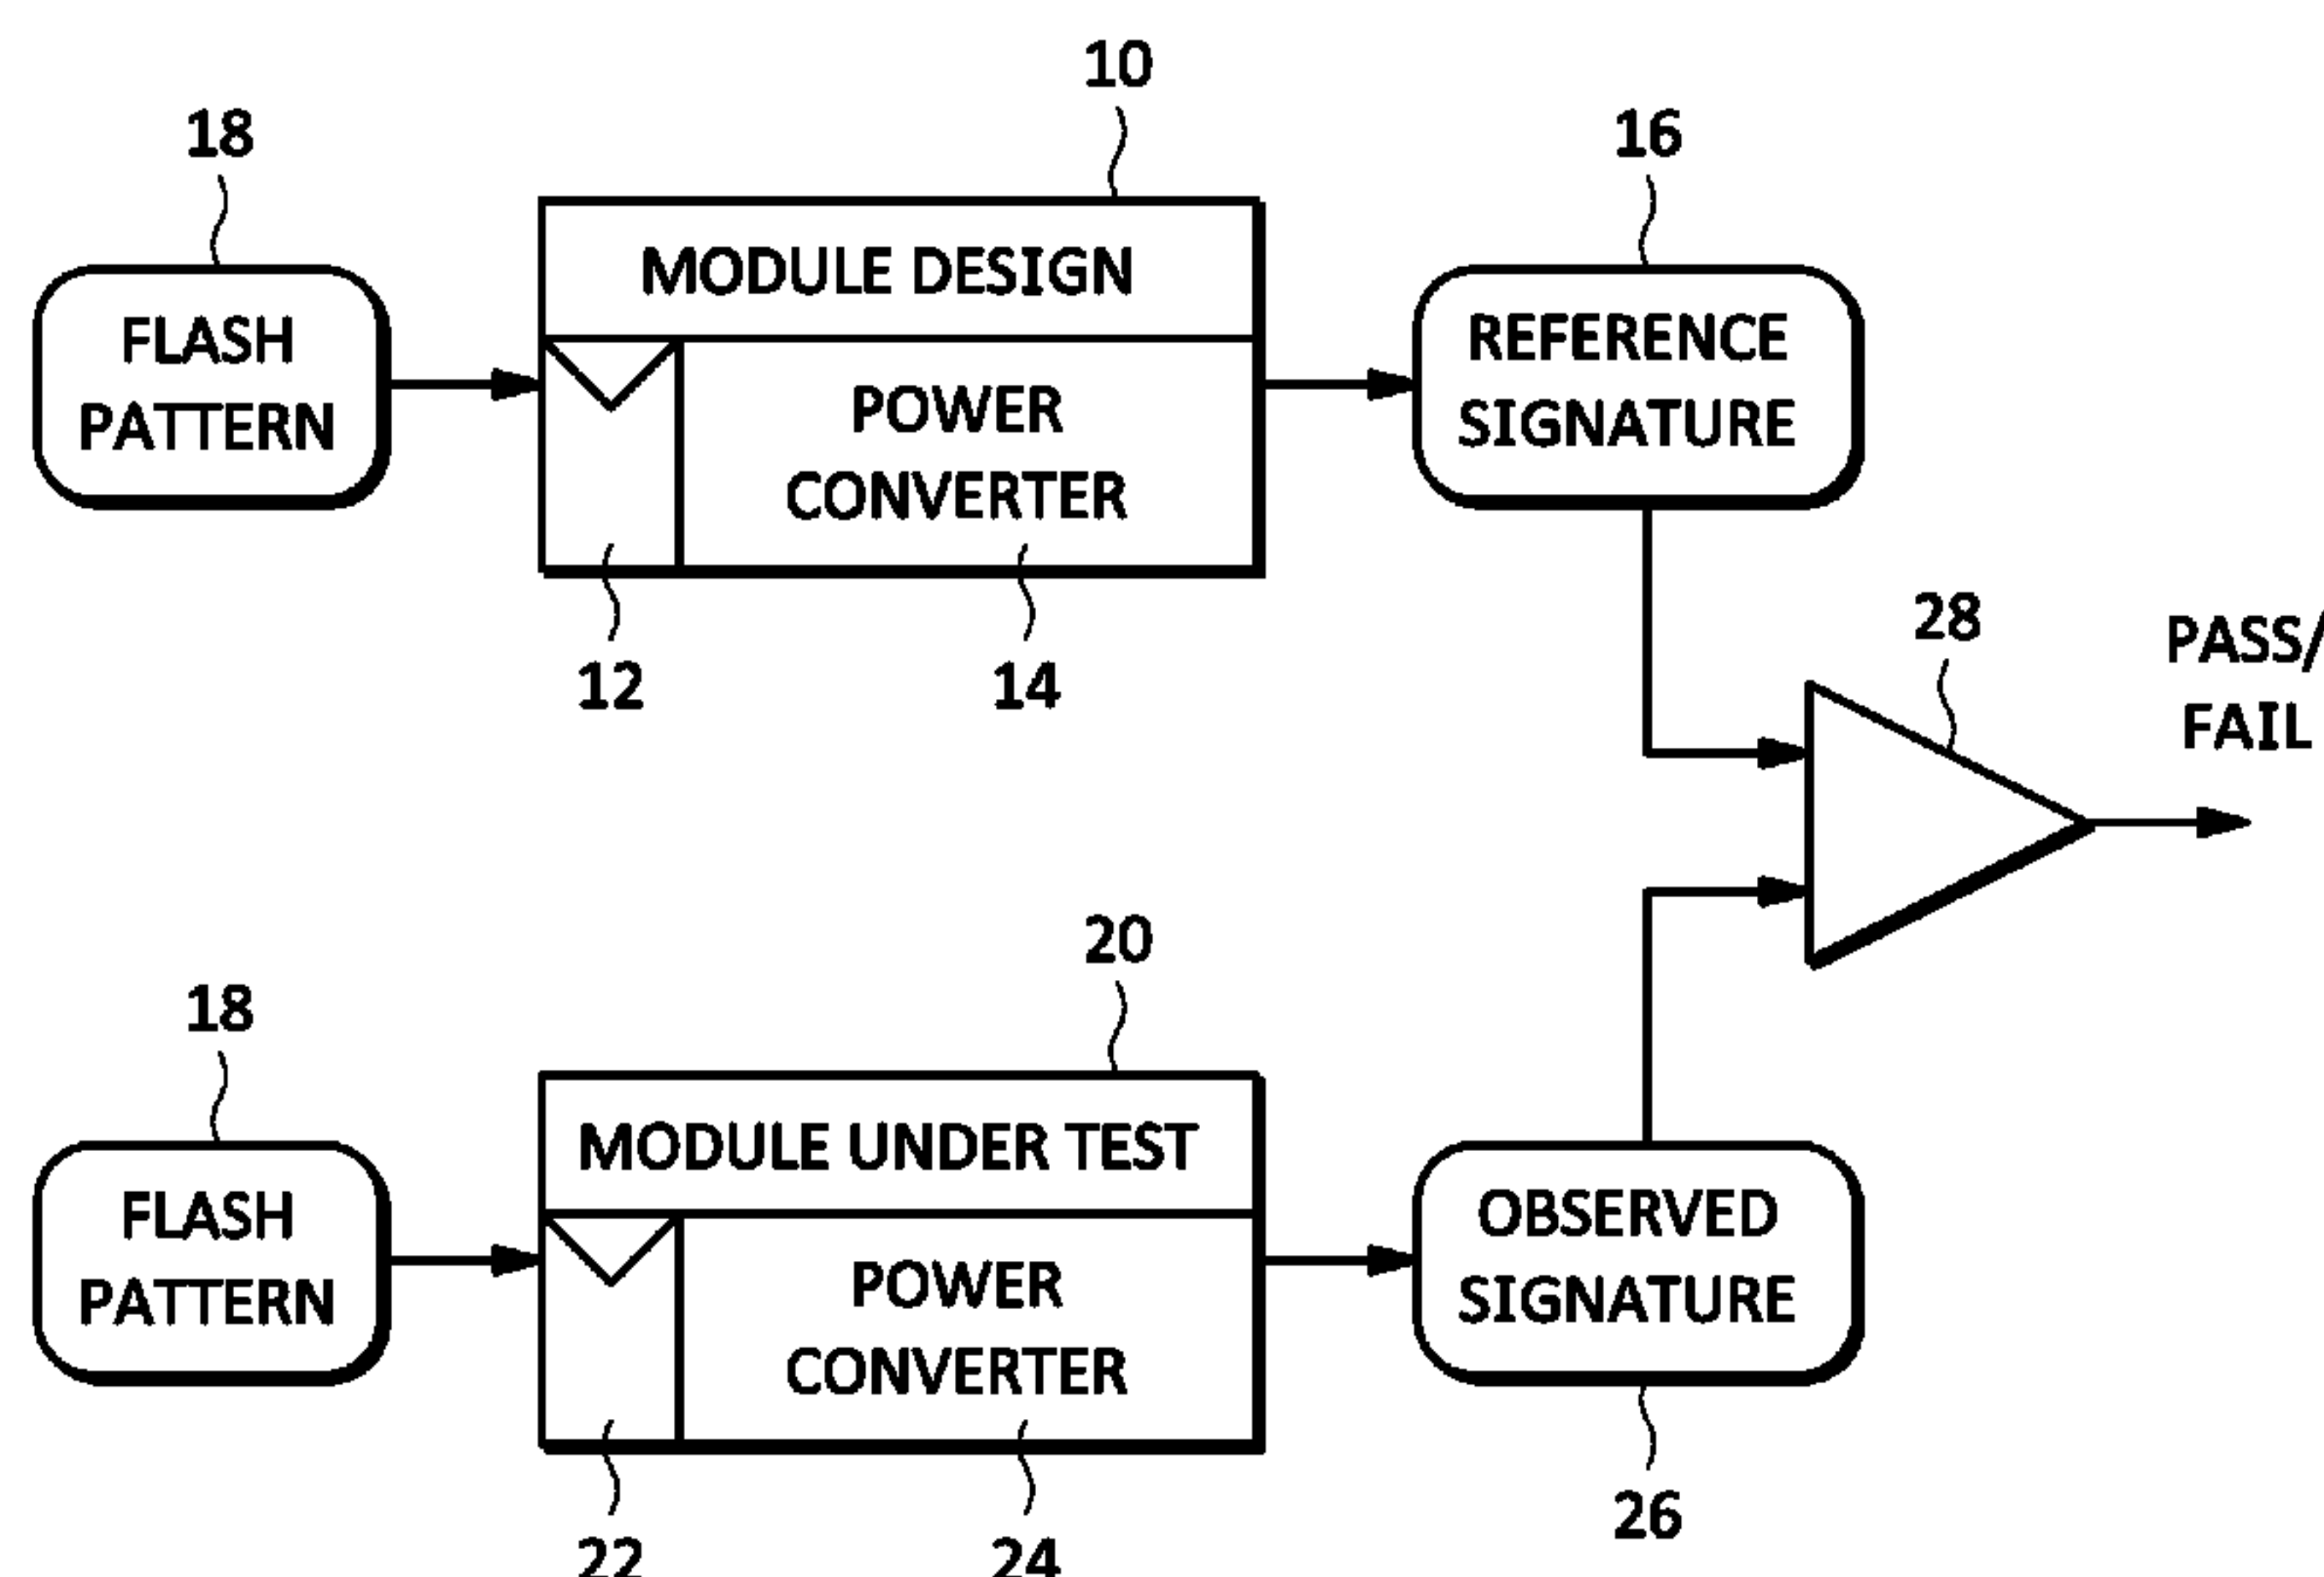 10
18
16
MODULE DESIGN
FLASH
PATTERN
POWER
CONVERTER
REFERENCE
SIGNATURE
12
14
28
PASS/
FAIL
20
18
MODULE UNDER TEST
FLASH
PATTERN
POWER
CONVERTER
OBSERVED
SIGNATURE
22
24
26